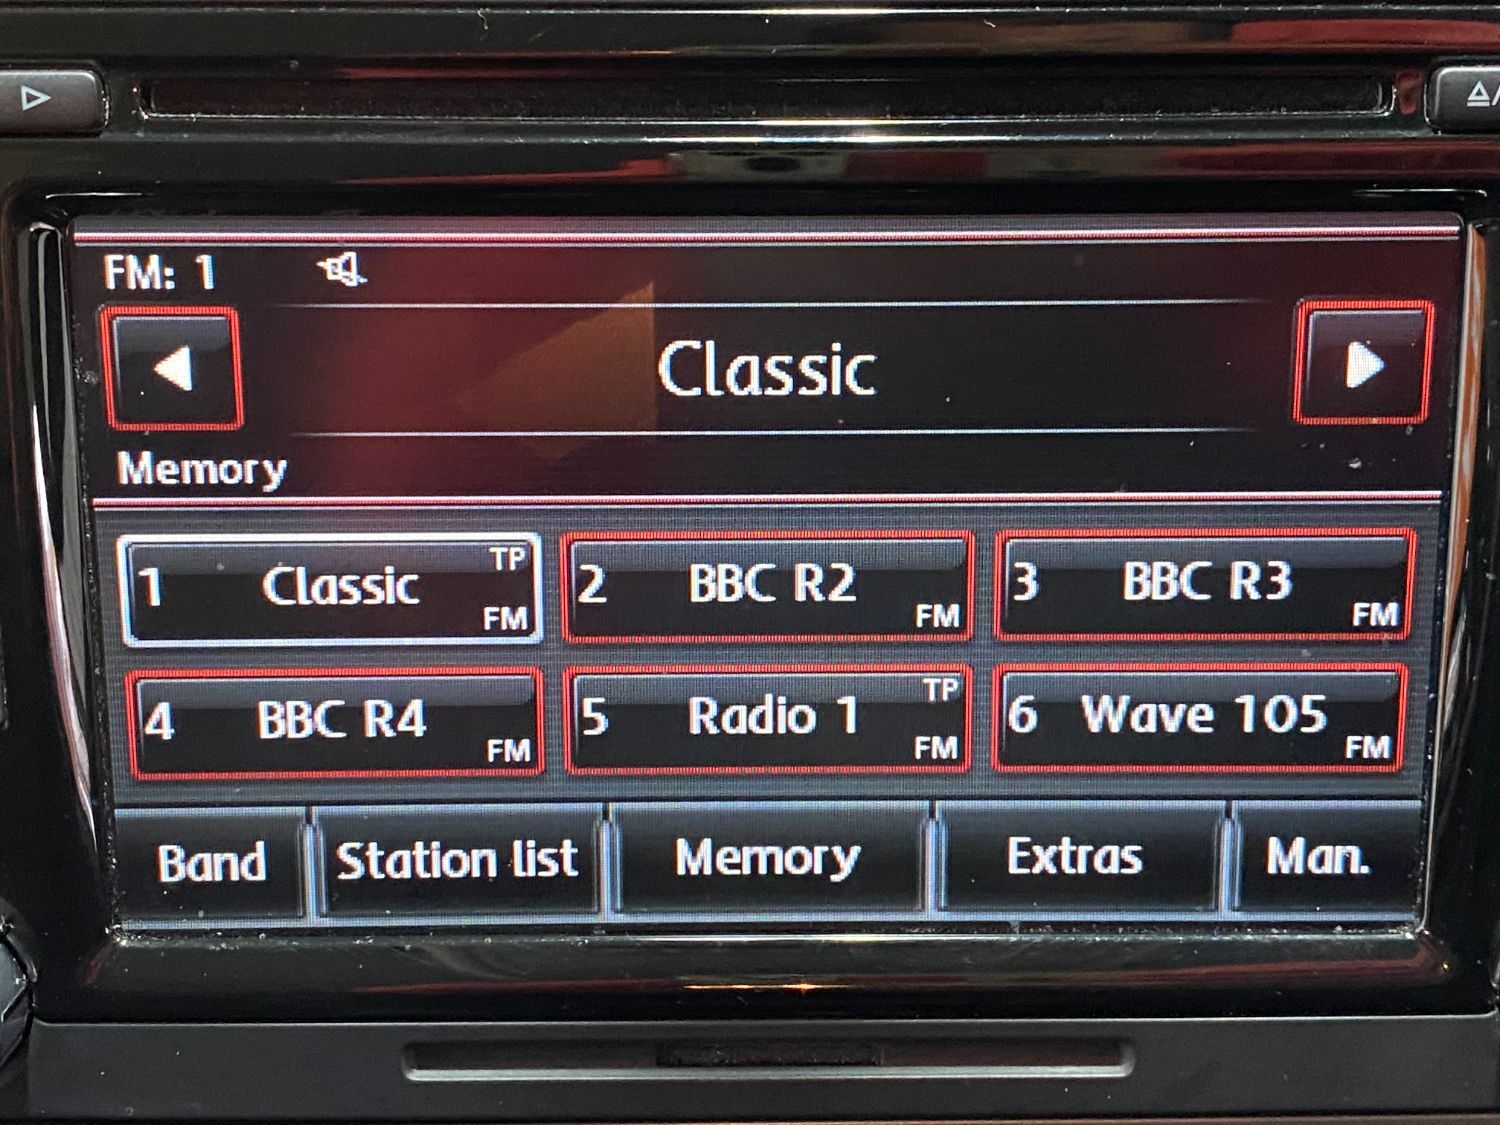 FM: 1
Classic
Memory
1 Classic TP FM
2 BBC R2 FM
3 BBC R3 FM
4 BBC R4 FM
5 Radio 1 TP FM
6 Wave 105 FM
Band Station list Memory Extras Man.